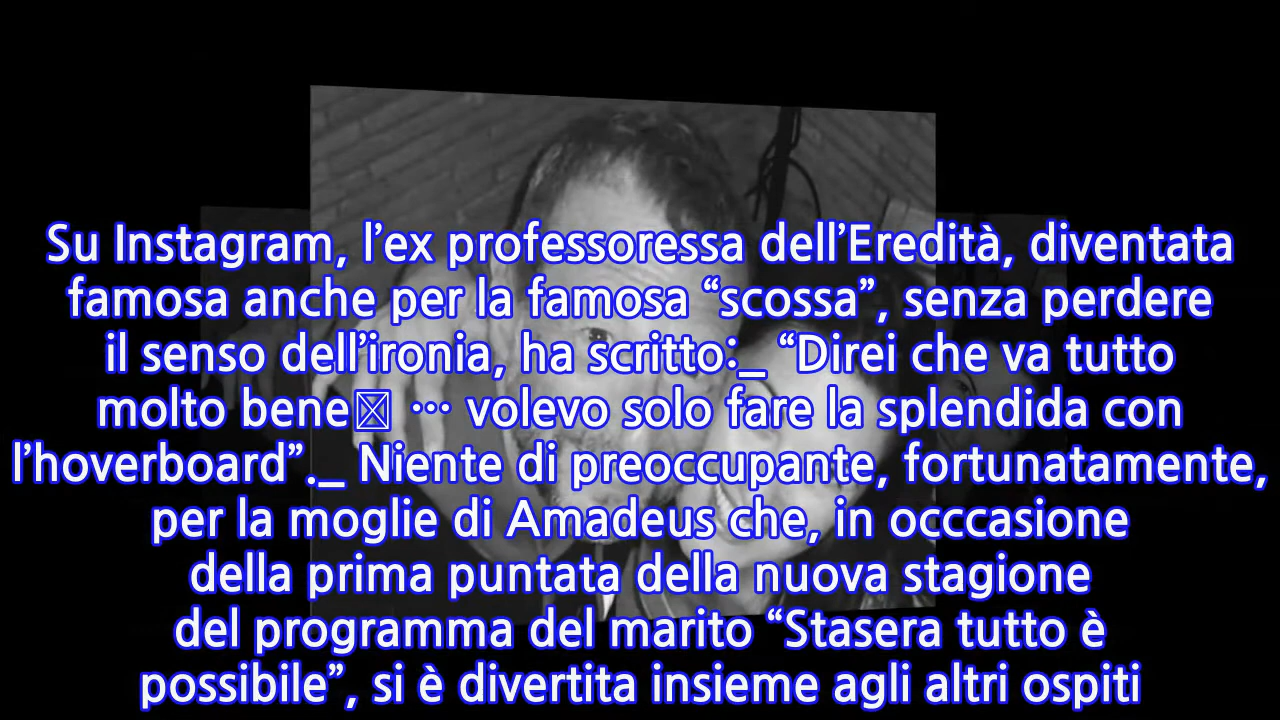 Su Instagram, l’ex professoressa dell’Eredità, diventata
famosa anche per la famosa “scossa”, senza perdere
il senso dell’ironia, ha scritto:_ “Direi che va tutto
molto bene ··· volevo solo fare la splendida con
l’hoverboard”._ Niente di preoccupante, fortunatamente,
per la moglie di Amadeus che, in occcasione
della prima puntata della nuova stagione
del programma del marito “Stasera tutto è
possibile”, si è divertita insieme agli altri ospiti